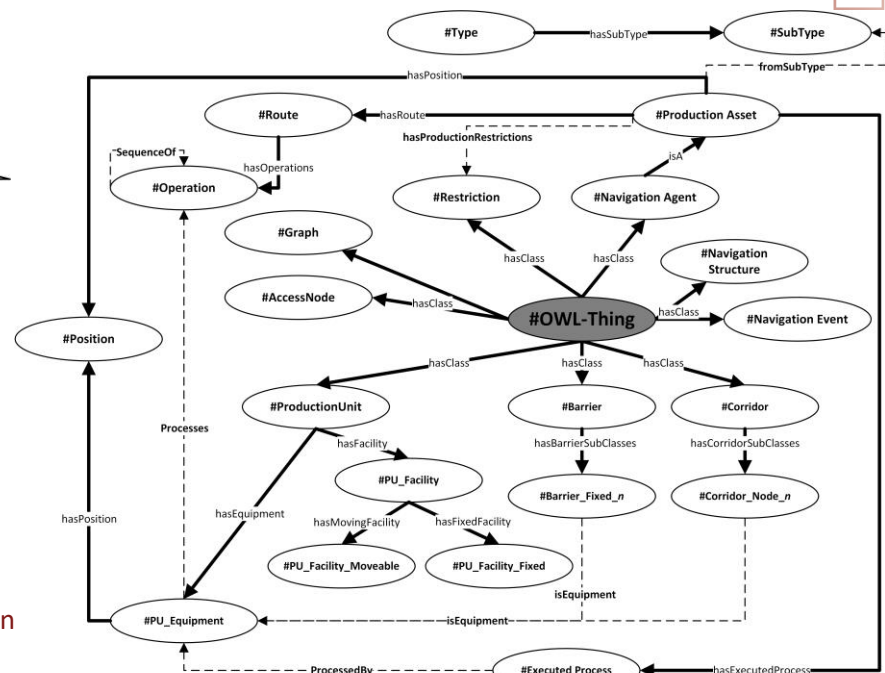 #Type
hasSubType
#SubType
fromSubType
hasPosition
#Route
hasRoute
#Production Asset
hasProductionRestrictions
isA
SequenceOf
hasOperations
#Operation
#Restriction
#Navigation Agent
#Graph
hasClass
hasClass
#Navigation
Structure
#AccessNode
hasClass
hasClass
#OWL-Thing
#Navigation Event
#Position
hasClass
hasClass
hasClass
#ProductionUnit
#Barrier
#Corridor
Processes
hasFacility
hasBarrierSubClasses
hasCorridorSubClasses
#PU_Facility
#Barrier_Fixed_n
#Corridor_Node_n
hasPosition
hasEquipment
hasMovingFacility
hasFixedFacility
#PU_Facility_Moveable
#PU_Facility_Fixed
isEquipment
n
#PU_Equipment
isEquipment
ProcessedBy
#Executed Process
hasExecutedProcess